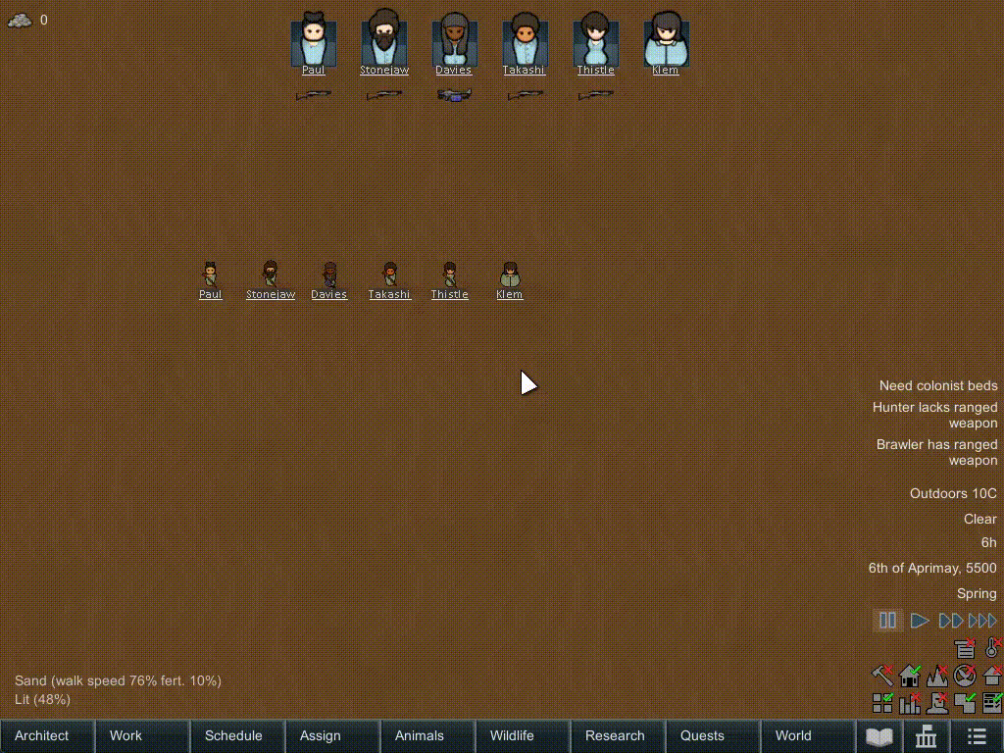 0
Paul Stonejaw Davies Takashi Thistle Klem
Paul Stonejaw Davies Takashi Thistle Klem
Need colonist beds
Hunter lacks ranged
weapon
Brawler has ranged
weapon
Outdoors 10C
Clear
6h
6th of Aprimay, 5500
Spring
Sand (walk speed 76% fert. 10%)
Lit (48%)
Architect Work Schedule Assign Animals Wildlife Research Quests World